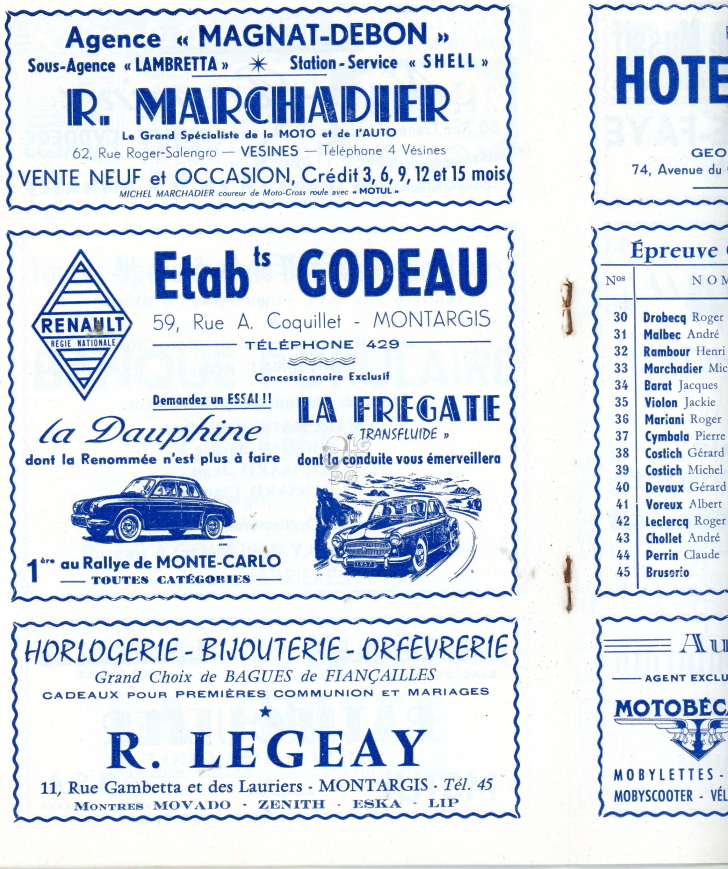 Agence « MAGNAT-DEBON »
Sous-Agence « LAMBRETTA » Station-Service « SHELL »
R. MARCHADIER
Le Grand Spécialiste de la MOTO et de l'AUTO
62, Rue Roger-Salengro — VESINES — Téléphone 4 Vésines
VENTE NEUF et OCCASION, Crédit 3, 6, 9, 12 et 15 mois
MICHEL MARCHADIER coureur de Moto-Cross roule avec « MOTUL »
Etab ts GODEAU
RENAULT
RÉGIE NATIONALE
59, Rue A. Coquillet - MONTARGIS
TÉLÉPHONE 429
Concessionnaire Exclusif
Demandez un ESSAI !!
la Dauphine
dont la Renommée n'est plus à faire
LA FREGATE
« TRANSFLUIDE »
dont la conduite vous émerveillera
1957
1ère au Rallye de MONTE-CARLO
— TOUTES CATÉGORIES —
HORLOGERIE - BIJOUTERIE - ORFÈVRERIE
Grand Choix de BAGUES de FIANÇAILLES
CADEAUX POUR PREMIÈRES COMMUNION ET MARIAGES
R. LEGEAY
11, Rue Gambetta et des Lauriers - MONTARGIS - Tél. 45
MONTRES MOVADO - ZENITH - ESKA - LIP
HOTE
GEO
74, Avenue du
Épreuve
Nos NOM
30 Drobecq Roger
31 Malbec André
32 Rambour Henri
33 Marchadier Mic
34 Barat Jacques
35 Violon Jackie
36 Mariani Roger
37 Cymbala Pierre
38 Costich Gérard
39 Costich Michel
40 Devaux Gérard
41 Voreux Albert
42 Leclercq Roger
43 Chollet André
44 Perrin Claude
45 Bruserio
Au
AGENT EXCLU
MOTOBÉCA
MOBYLETTES -
MOBYSCOOTER - VÉL